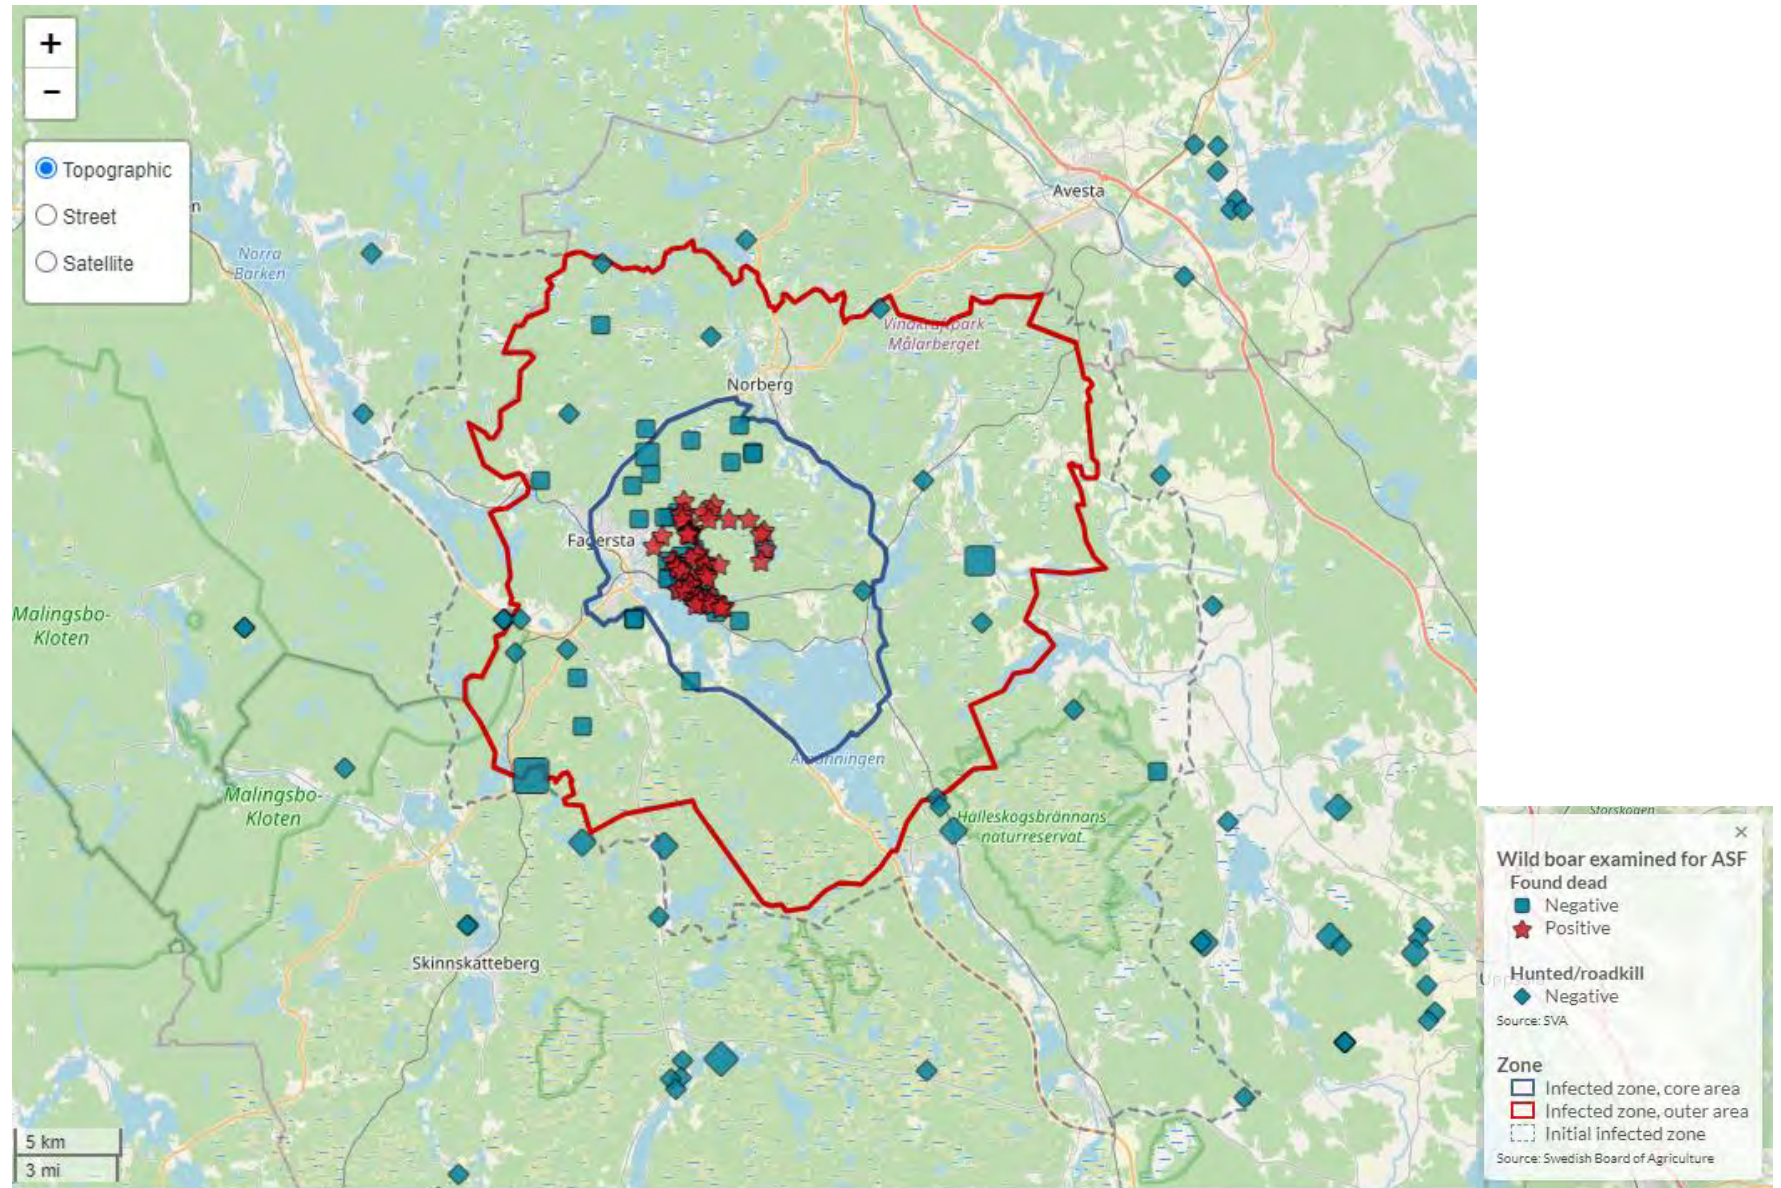 +
−
Topographic
Street
Satellite
n
Norra
Barken
Avesta
Vindkraftpark
Målarberget
Norberg
Fagersta
Malingsbo-
Kloten
Malingsbo-
Kloten
Åmänningen
Halleskogsbrännans
naturreservat.
Skinnskatteberg
5 km
3 mi
Storskogen
×
Wild boar examined for ASF
Found dead
Negative
Positive
Hunted/roadkill
Negative
Source: SVA
Zone
Infected zone, core area
Infected zone, outer area
Initial infected zone
Source: Swedish Board of Agriculture